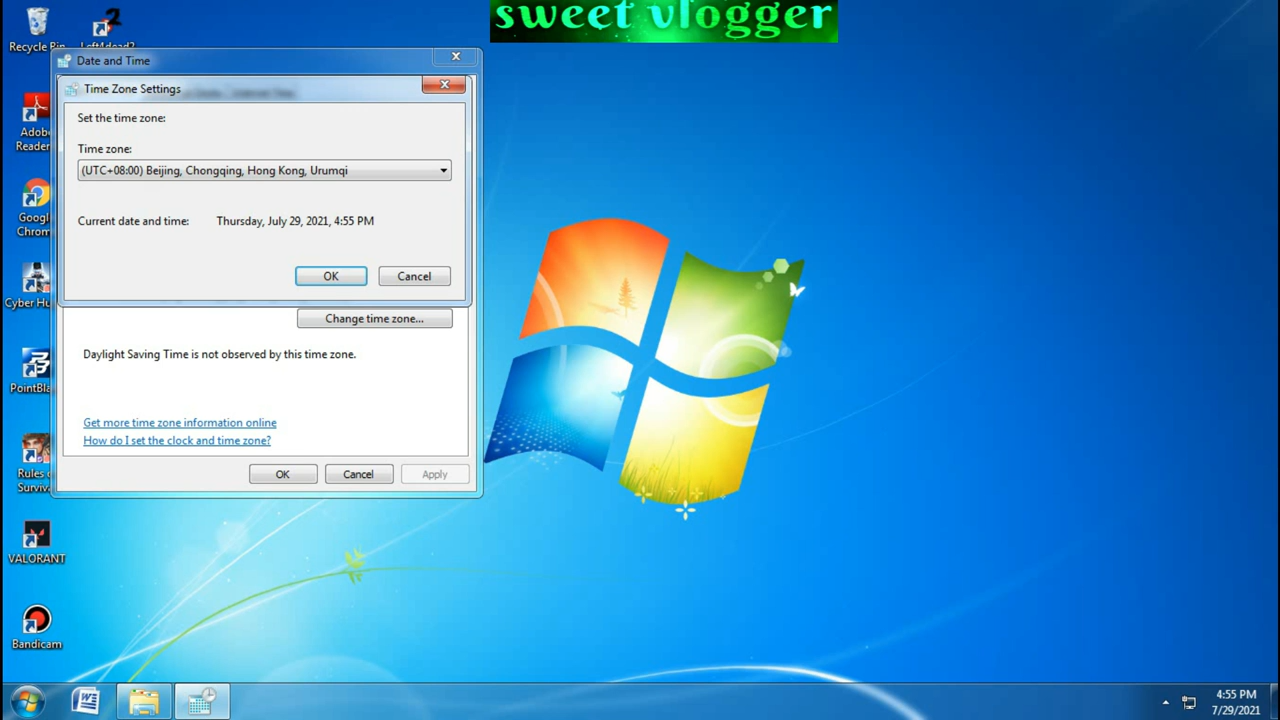 sweet vlogger
Recycle Bin
Left4dead2
Date and Time
Time Zone Settings
Set the time zone:
Time zone:
(UTC+08:00) Beijing, Chongqing, Hong Kong, Urumqi
Current date and time: Thursday, July 29, 2021, 4:55 PM
OK Cancel
Change time zone...
Daylight Saving Time is not observed by this time zone.
Get more time zone information online
How do I set the clock and time zone?
OK Cancel Apply
Adob
Reader
Googl
Chrom
Cyber Hu
PointBla
Rules o
Surviva
VALORANT
Bandicam
4:55 PM
7/29/2021